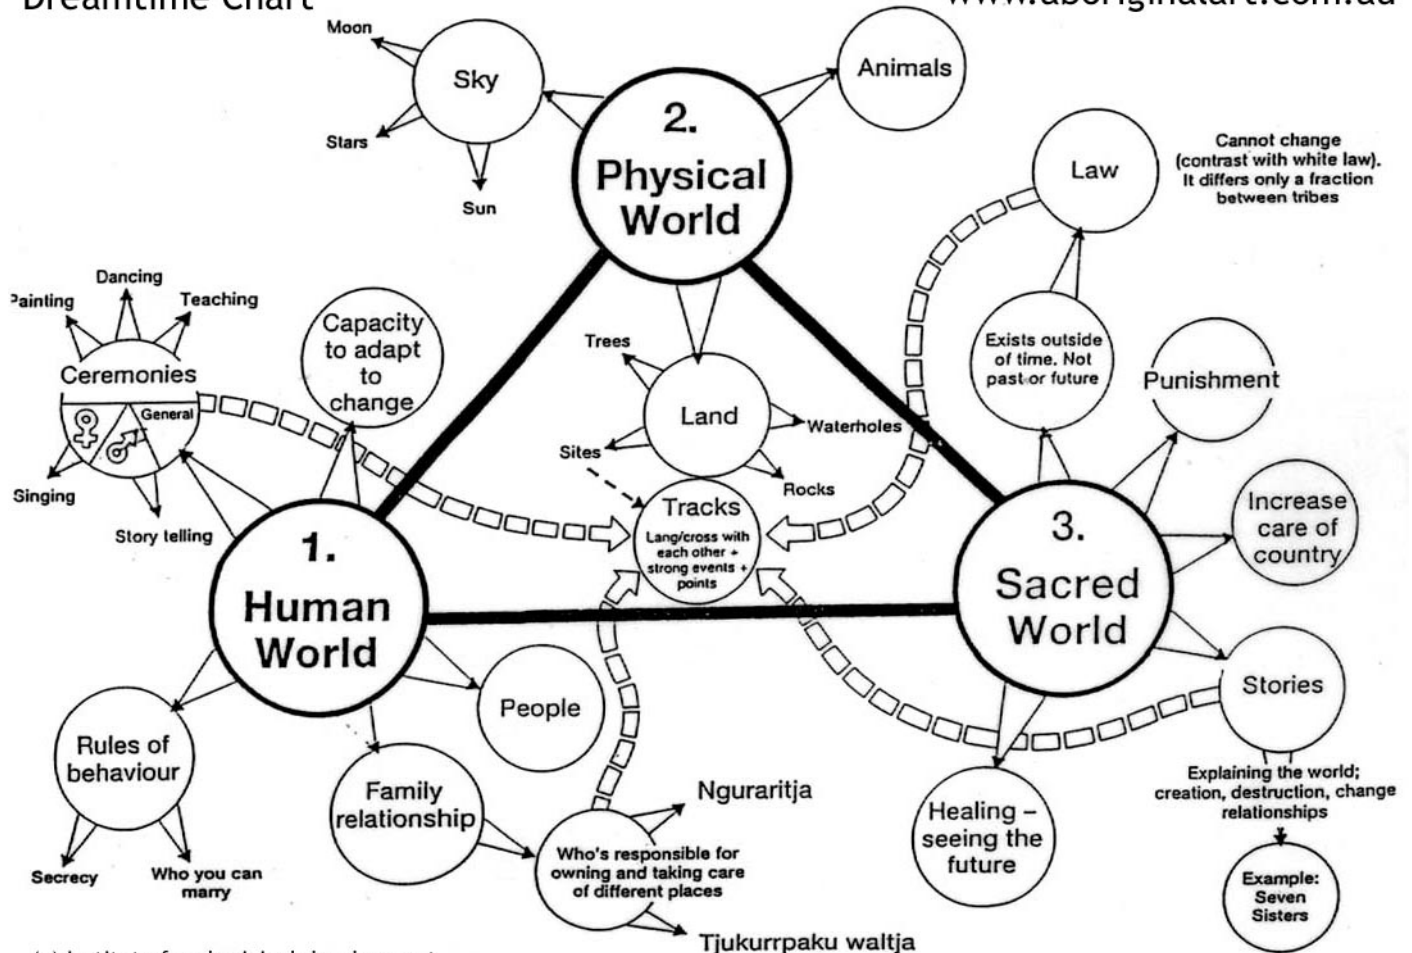 Dreamtime Chart
www.aboriginalart.com.au
Moon
Sky
Stars
Sun
Animals
2.
Physical
World
Law
Cannot change
(contrast with white law).
It differs only a fraction
between tribes
Dancing
Painting
Teaching
Ceremonies
General
Singing
Story telling
Capacity
to adapt
to
change
Trees
Land
Waterholes
Sites
Rocks
Tracks
Lang/cross with
each other +
strong events +
points
Exists outside
of time. Not
past or future
Punishment
Increase
care of
country
1.
Human
World
3.
Sacred
World
People
Rules of
behaviour
Secrecy
Who you can
marry
Family
relationship
Who's responsible for
owning and taking care
of different places
Nguraritja
Tjukurrpaku waltja
Healing –
seeing the
future
Stories
Explaining the world;
creation, destruction, change
relationships
Example:
Seven
Sisters